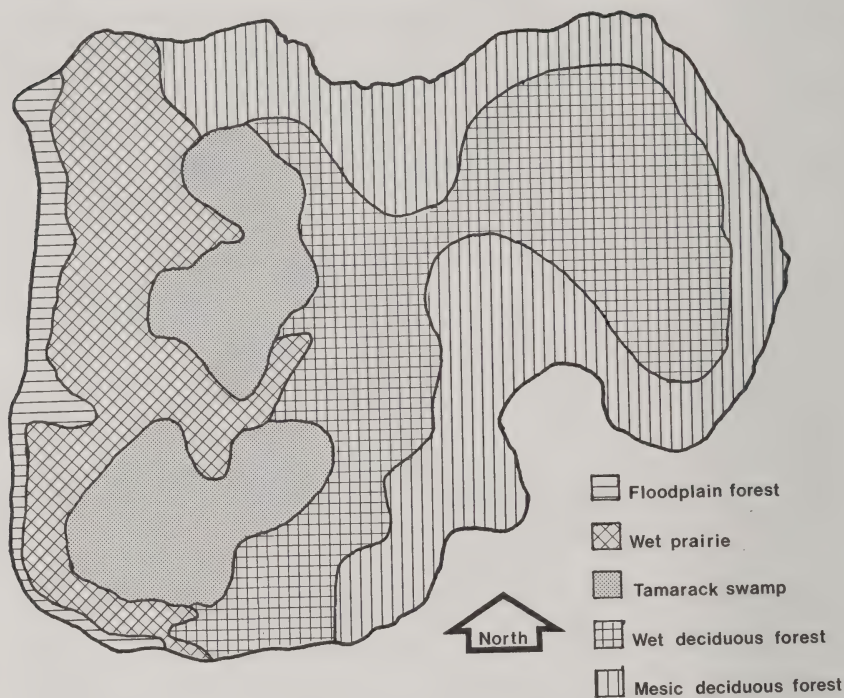 Floodplain forest
Wet prairie
Tamarack swamp
North
Wet deciduous forest
Mesic deciduous forest